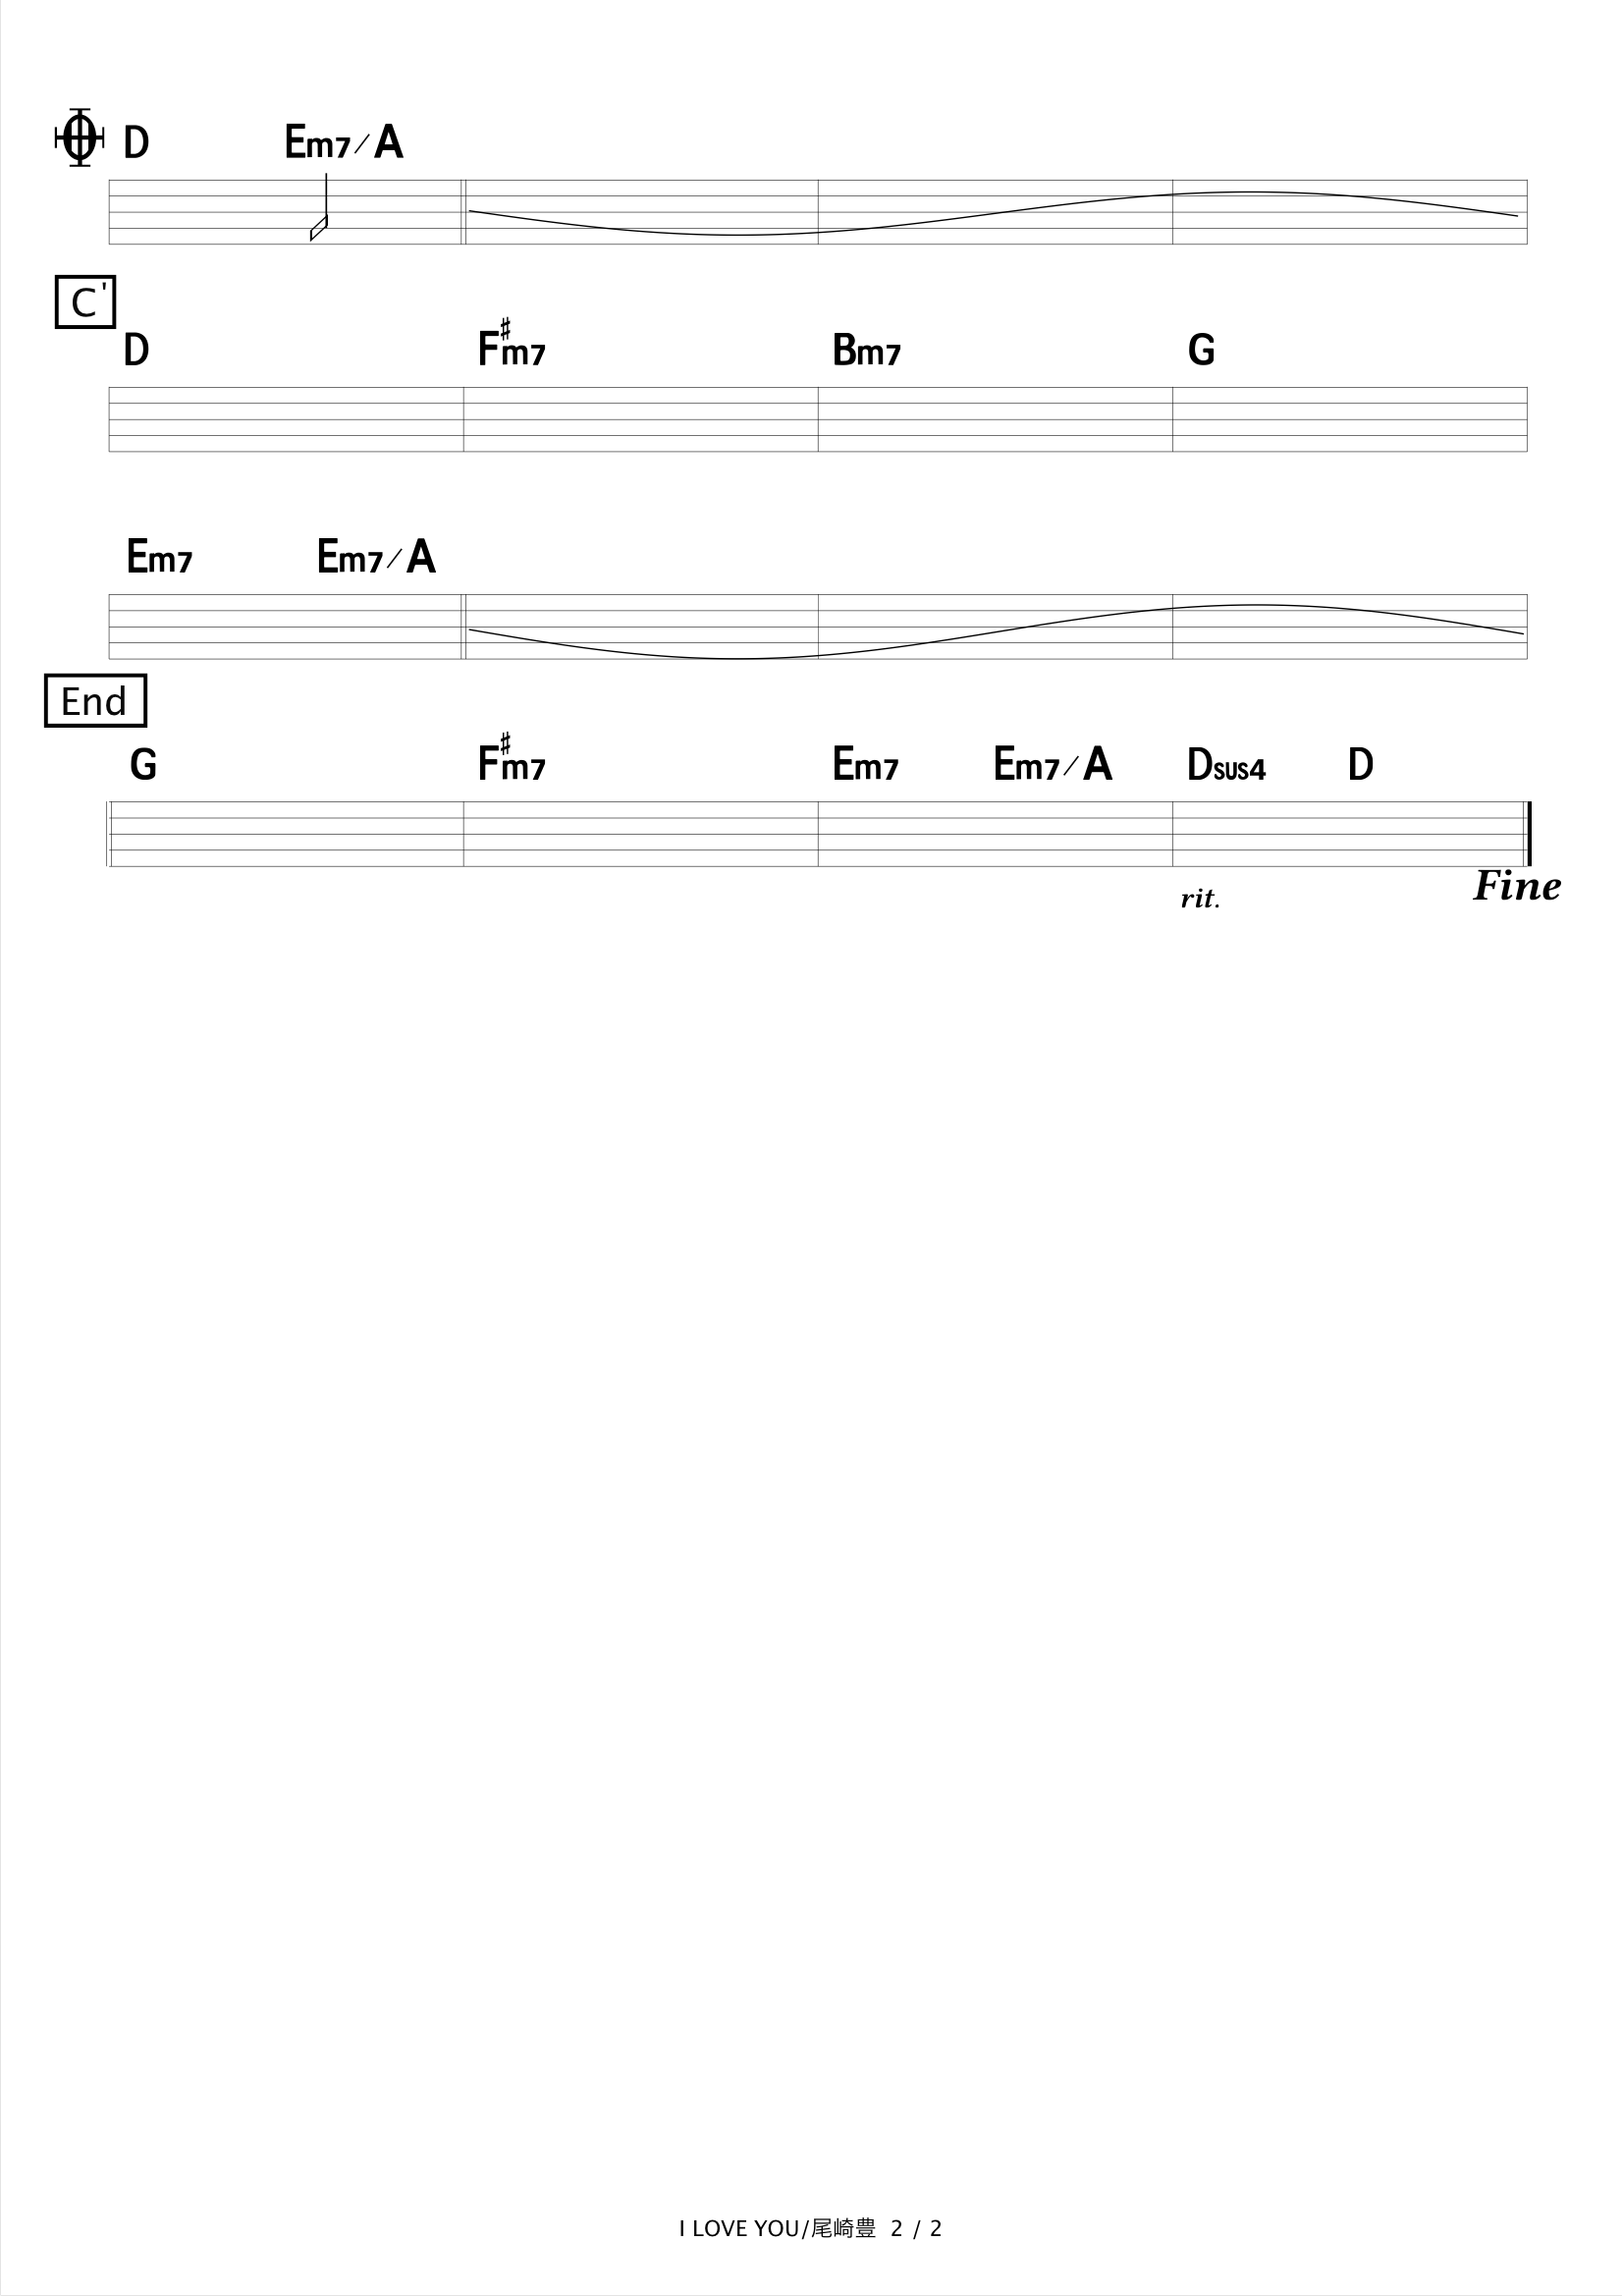 D Em7/A
C'
D F#m7 Bm7 G
Em7 Em7/A
End
G F#m7 Em7 Em7/A Dsus4 D
rit. Fine
I LOVE YOU/尾崎豊 2 / 2